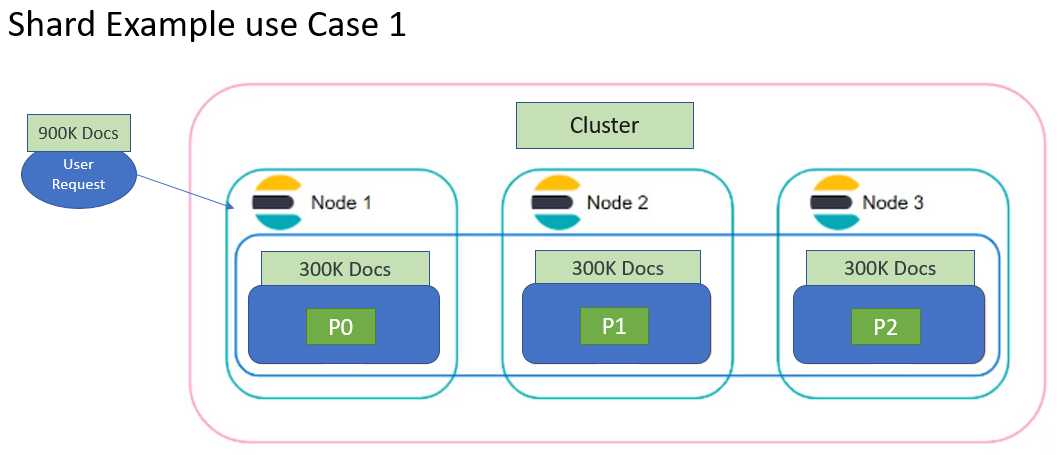 Shard Example use Case 1
Cluster
900K Docs
User
Request
Node 1
Node 2
Node 3
300K Docs
300K Docs
300K Docs
P0
P1
P2